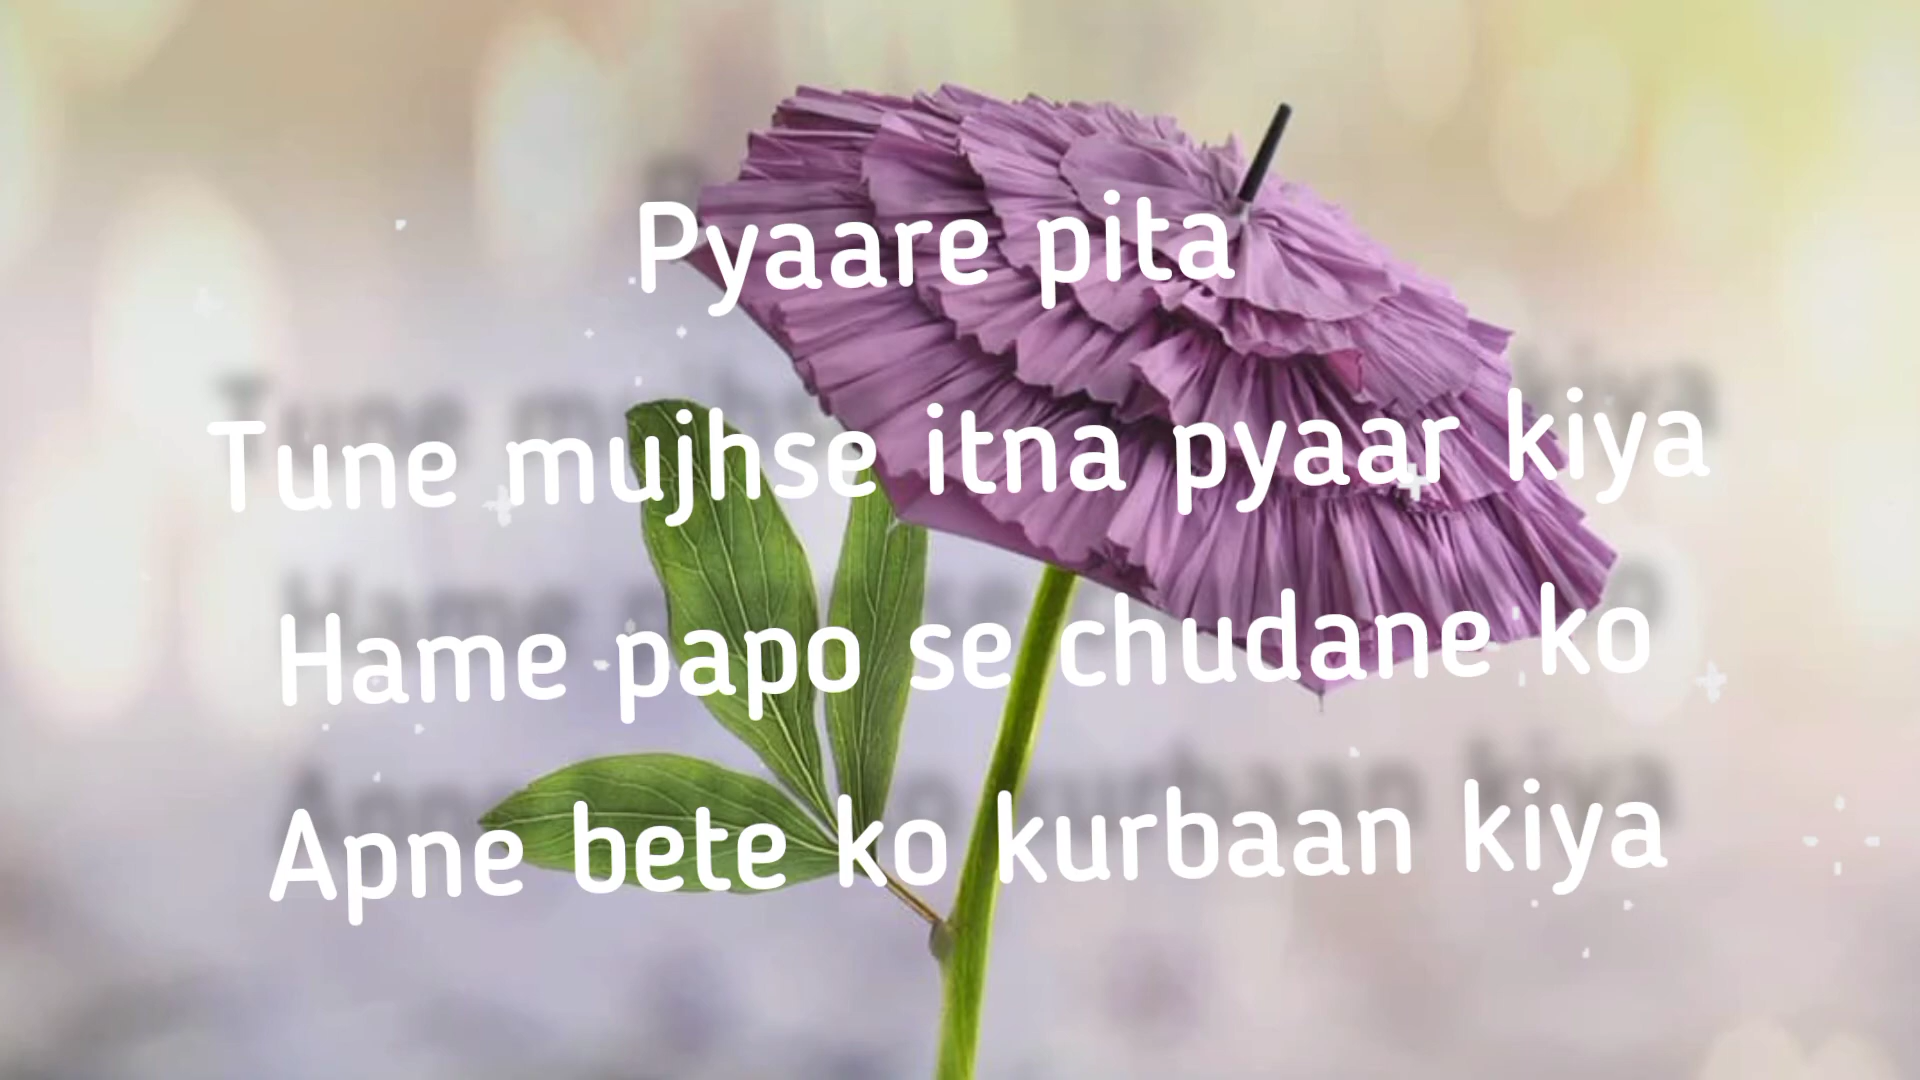 Pyaare pita
Tune mujhse itna pyaar kiya
Hame papo se chudane ko
Apne bete ko kurbaan kiya